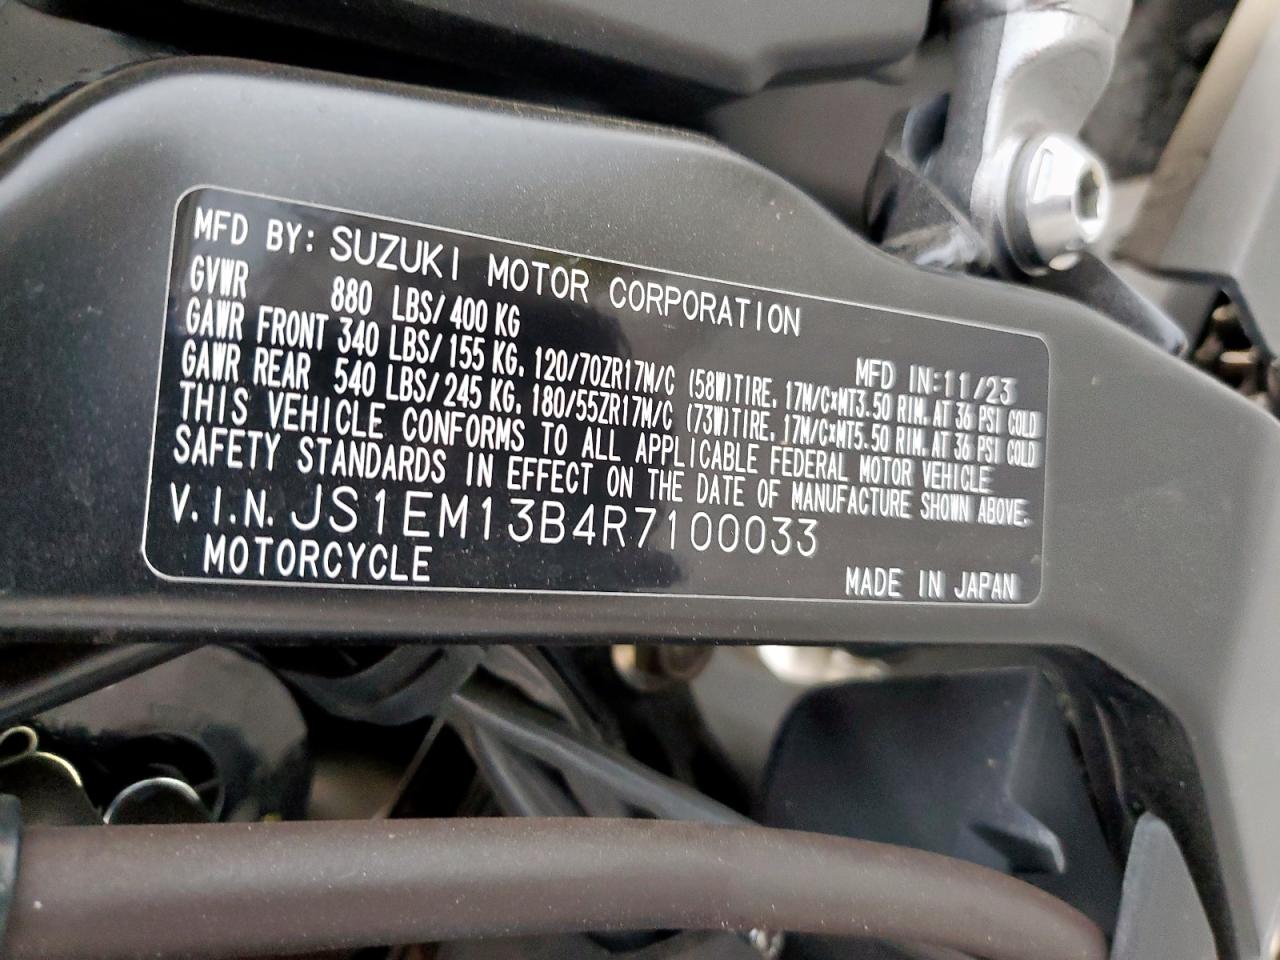 MFD BY: SUZUKI MOTOR CORPORATION
GVWR 880 LBS/ 400 KG MFD IN:11/23
GAWR FRONT 340 LBS/ 155 KG, 120/70ZR17M/C (58W)TIRE, 17M/C×MT3.50 RIM, AT 36 PSI COLD
GAWR REAR 540 LBS/ 245 KG, 180/55ZR17M/C (73W)TIRE, 17M/C×MT5.50 RIM, AT 36 PSI COLD
THIS VEHICLE CONFORMS TO ALL APPLICABLE FEDERAL MOTOR VEHICLE
SAFETY STANDARDS IN EFFECT ON THE DATE OF MANUFACTURE SHOWN ABOVE.
V.I.N. JS1EM13B4R7100033
MOTORCYCLE MADE IN JAPAN